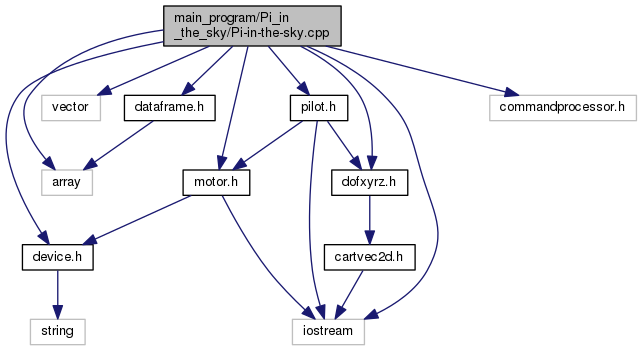 main_program/Pi_in
_the_sky/Pi-in-the-sky.cpp
vector
dataframe.h
pilot.h
commandprocessor.h
array
motor.h
dofxyrz.h
device.h
cartvec2d.h
string
iostream